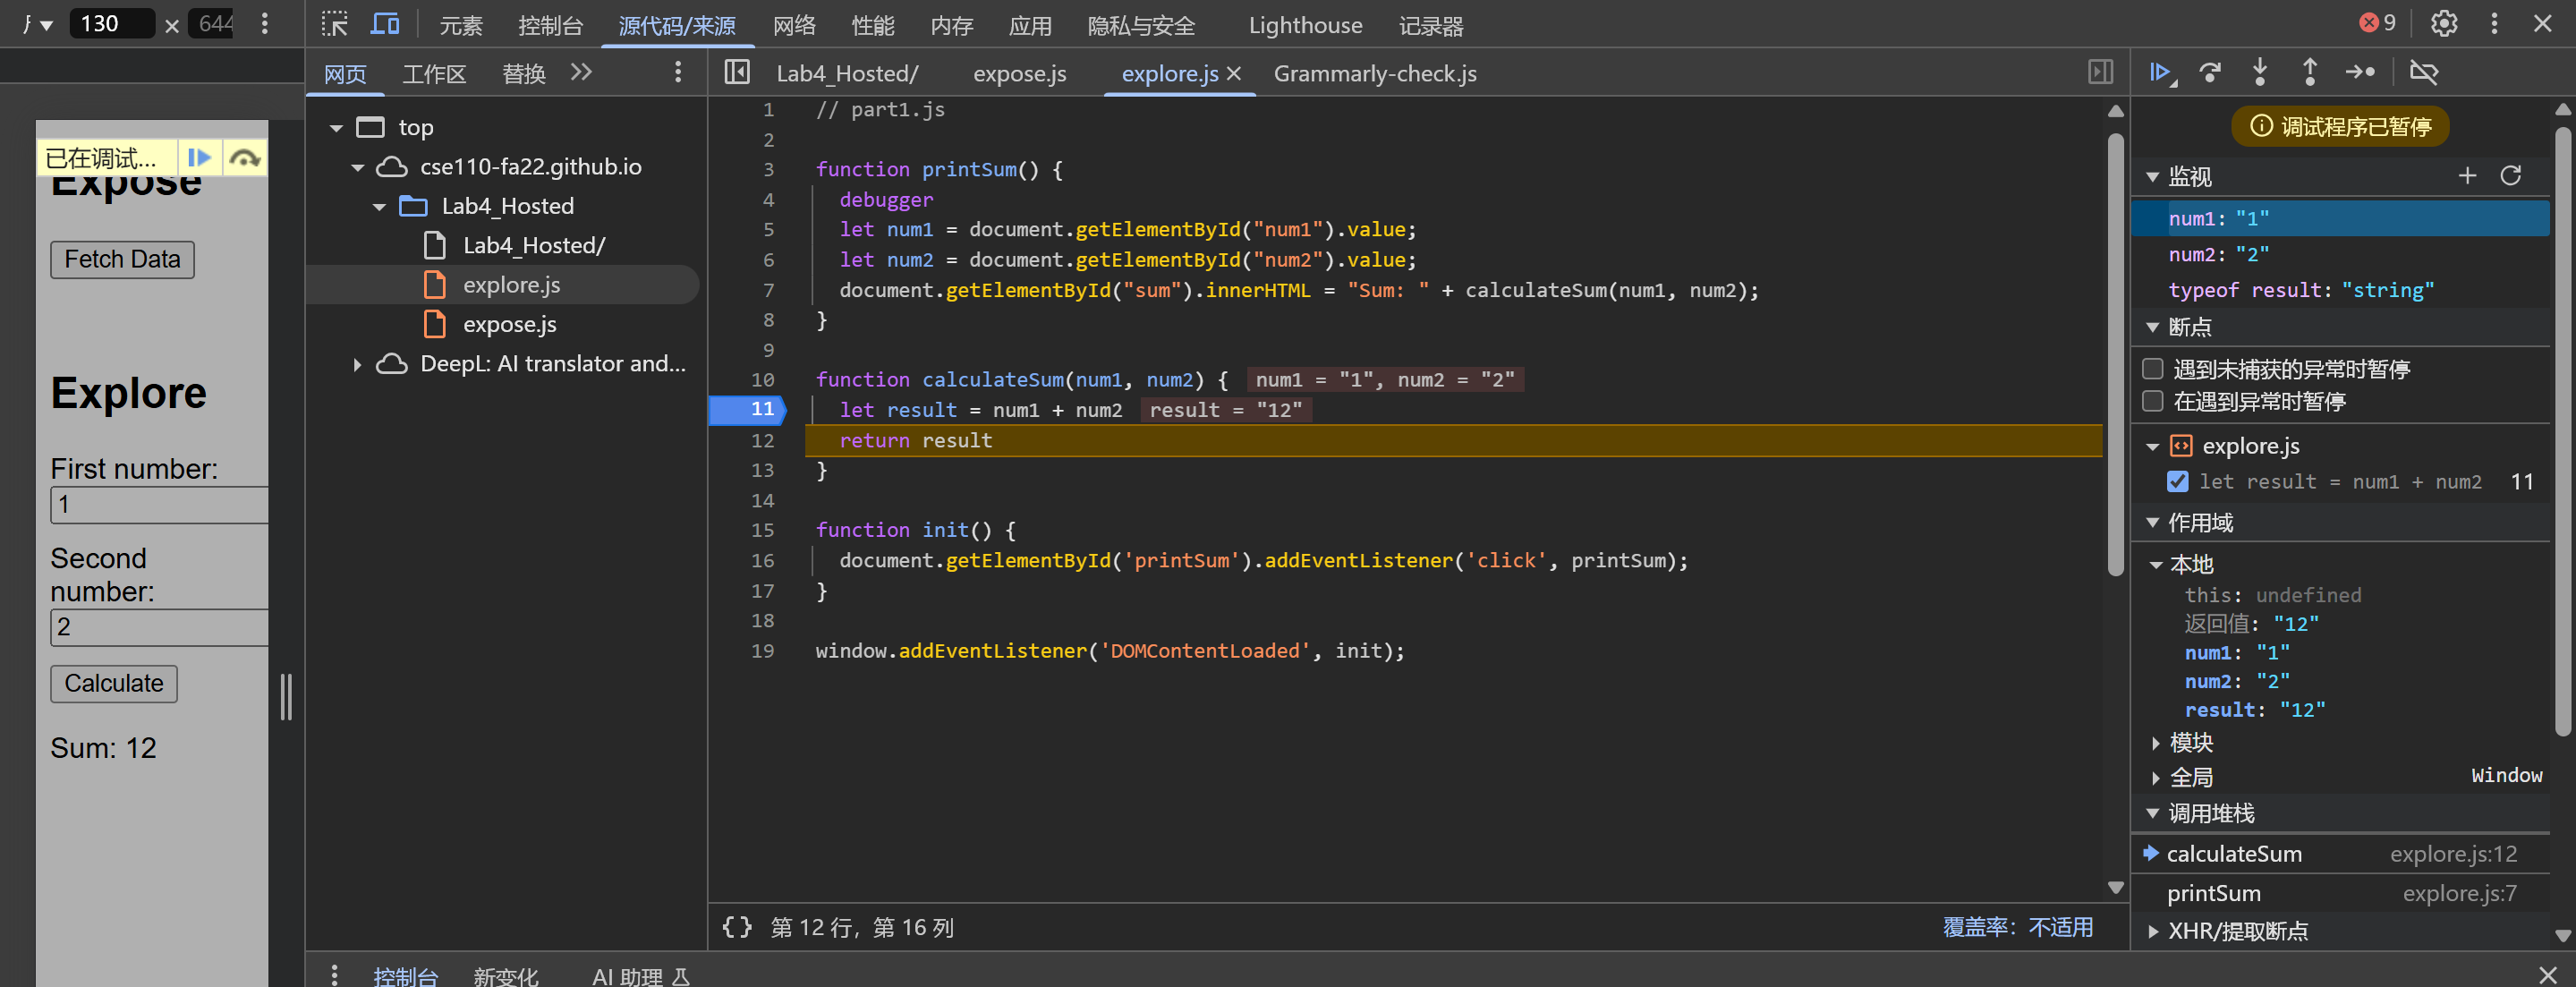 130 × 644
元素 控制台 源代码/来源 网络 性能 内存 应用 隐私与安全 Lighthouse 记录器
9
网页 工作区 替换
Lab4_Hosted/ expose.js explore.js Grammarly-check.js
已在调试...
Expose
Fetch Data
Explore
First number:
1
Second
number:
2
Calculate
Sum: 12
top
cse110-fa22.github.io
Lab4_Hosted
Lab4_Hosted/
explore.js
expose.js
DeepL: AI translator and...
1 // part1.js
2
3 function printSum() {
4 debugger
5 let num1 = document.getElementById("num1").value;
6 let num2 = document.getElementById("num2").value;
7 document.getElementById("sum").innerHTML = "Sum: " + calculateSum(num1, num2);
8 }
9
10 function calculateSum(num1, num2) { num1 = "1", num2 = "2"
11 let result = num1 + num2 result = "12"
12 return result
13 }
14
15 function init() {
16 document.getElementById('printSum').addEventListener('click', printSum);
17 }
18
19 window.addEventListener('DOMContentLoaded', init);
{} 第 12 行，第 16 列 覆盖率：不适用
调试程序已暂停
监视
num1: "1"
num2: "2"
typeof result: "string"
断点
遇到未捕获的异常时暂停
在遇到异常时暂停
explore.js
let result = num1 + num2 11
作用域
本地
this: undefined
返回值: "12"
num1: "1"
num2: "2"
result: "12"
模块
全局 Window
调用堆栈
calculateSum explore.js:12
printSum explore.js:7
XHR/提取断点
控制台 新变化 AI 助理